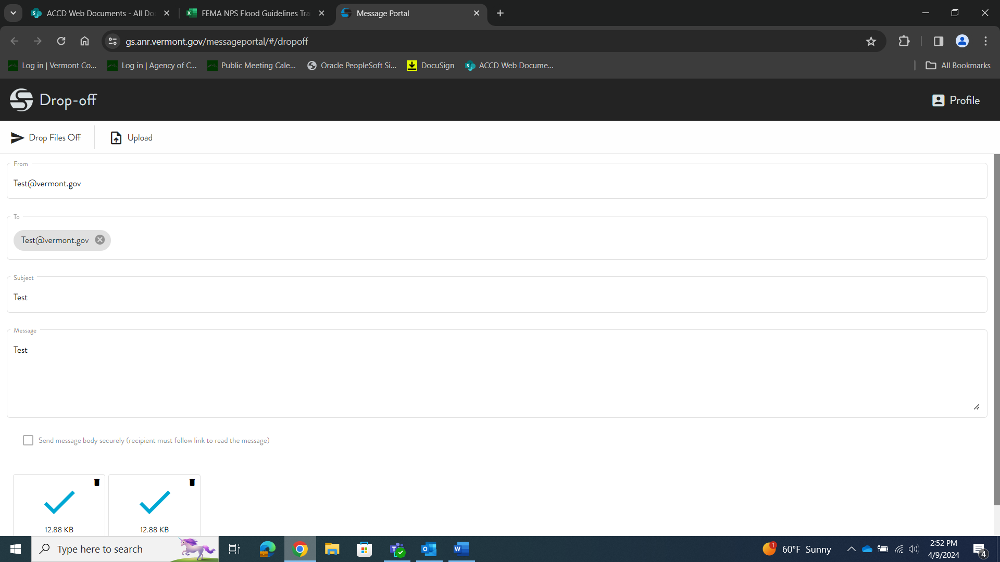 ACCD Web Documents - All Do
FEMA NPS Flood Guidelines Tra
Message Portal
gs.anr.vermont.gov/messageportal/#/dropoff
Log in | Vermont Co...
Log in | Agency of C...
Public Meeting Cale...
Oracle PeopleSoft Si...
DocuSign
ACCD Web Docume...
All Bookmarks
Drop-off
Profile
Drop Files Off
Upload
From
Test@vermont.gov
To
Test@vermont.gov
Subject
Test
Message
Test
Send message body securely (recipient must follow link to read the message)
12.88 KB
12.88 KB
Type here to search
1
60°F Sunny
2:52 PM
4/9/2024
4